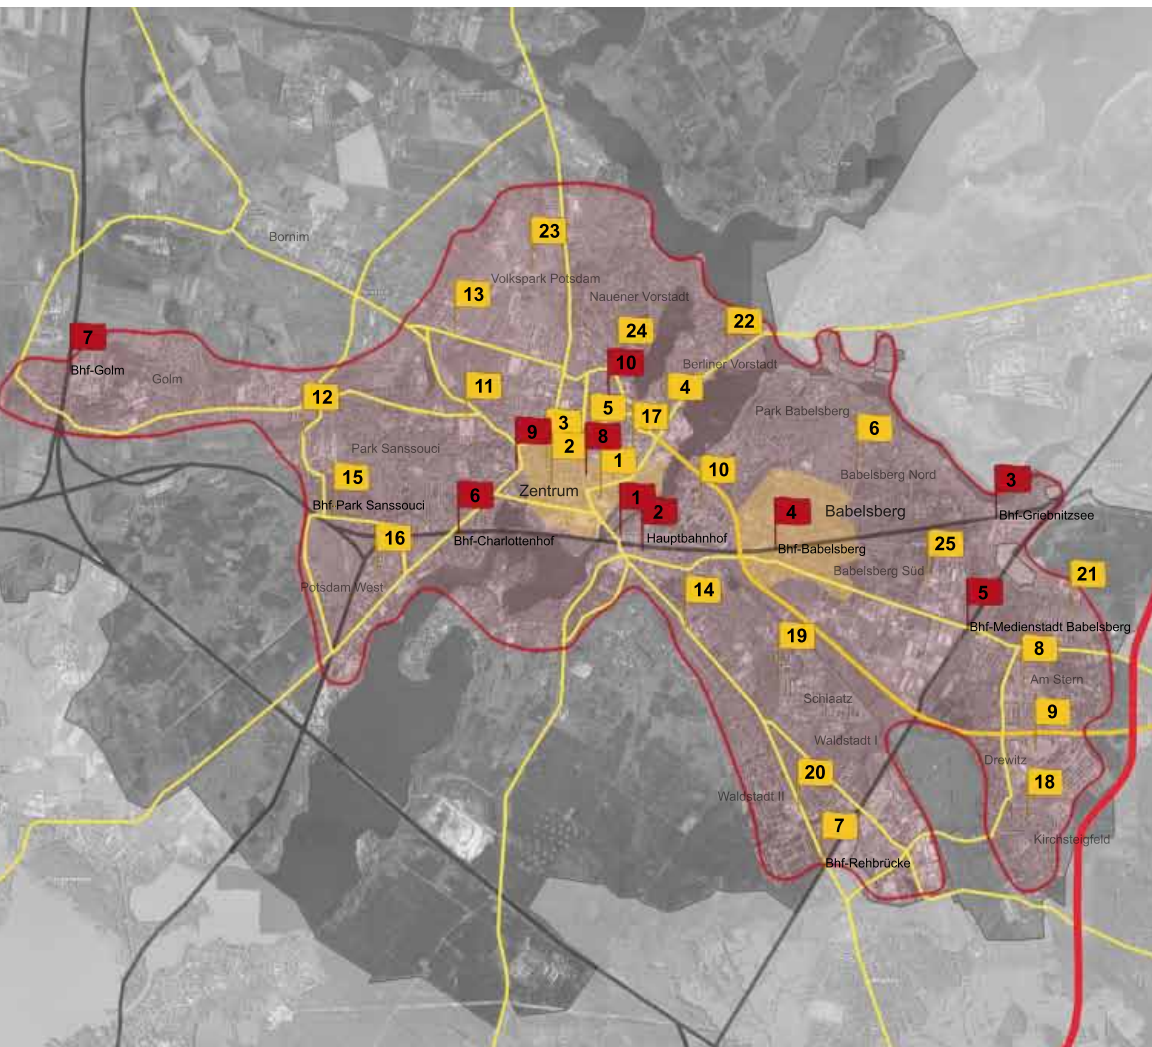 23
Bornim
Volkspark Potsdam
13
Nauener Vorstadt
22
24
7
10
Berliner Vorstadt
Bhf-Golm
Golm
11
4
12
5
Park Babelsberg
3
17
9
8
6
2
Park Sanssouci
1
10
15
Babelsberg Nord
3
Zentrum
6
1
Bhf-Park Sanssouci
2
4
Babelsberg
Bhf-Griebnitzsee
16
Bhf-Charlottenhof
Hauptbahnhof
25
Bhf-Babelsberg
Babelsberg Süd
21
Potsdam West
14
5
Bhf-Medienstadt Babelsberg
19
8
Am Stern
Schlaatz
9
Waldstadt I
Drewitz
20
18
Waldstadt II
7
Kirchsteigfeld
Bhf-Rehbrücke